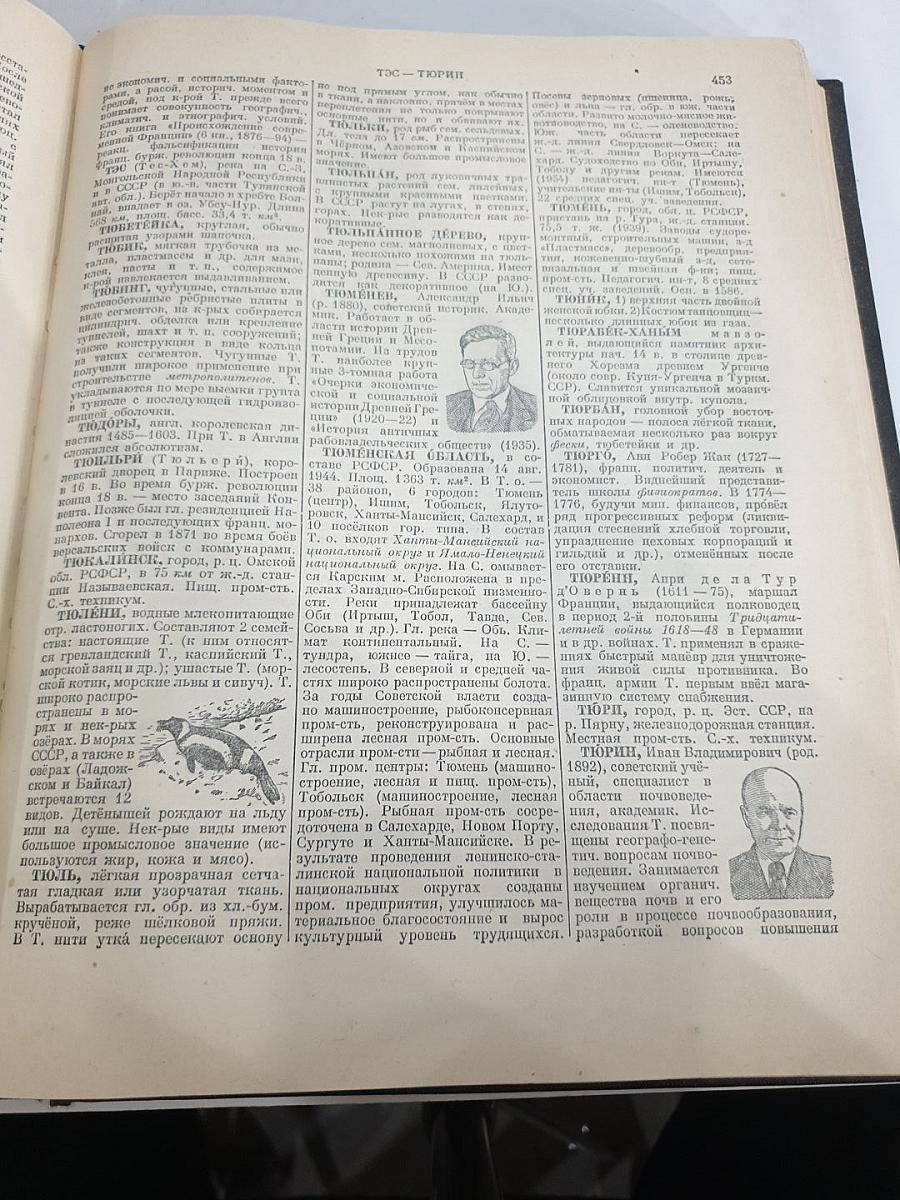 ТЭС — ТЮРИН
453
не экономич. и социальными факто-
рами, а расой, историч. моментом и
средой, под к-рой Т. прежде всего
понимает совокупность географич.,
климатич. и этнографич. условий.
Его книга «Происхождение совре-
менной Франции» (6 кн., 1876—94) —
реакц. фальсификация истории
франц. бурж. революции конца 18 в.
ТЭС (Тес-Хем), река на С.-З.
Монгольской Народной Республики
и в СССР (в ю.-в. части Тувинской
авт. обл.). Берёт начало в хребте Вол-
най, впадает в оз. Убсу-Нур. Длина
568 км, площ. басс. 33,4 т. км².
ТЮБЕТЕЙКА, круглая, обычно
расшитая узорами шапочка.
ТЮБИК, мягкая трубочка из ме-
талла, пластмассы и др. для мази,
клея, пасты и т. п., содержимое
к-рой извлекается выдавливанием.
ТЮБИНГ, чугунные, стальные или
железобетонные ребристые плиты в
виде сегментов, из к-рых собирается
цилиндрич. обделка или крепление
туннелей, шахт и т. п. сооружений;
также конструкция в виде кольца
из таких сегментов. Чугунные Т.
получили широкое применение при
строительстве метрополитенов. Т.
укладываются по мере выемки грунта
в туннеле с последующей гидроизо-
ляцией оболочки.
ТЮДОРЫ, англ. королевская ди-
настия 1485—1603. При Т. в Англии
сложился абсолютизм.
ТЮИЛЬРИ (Тюльери), коро-
левский дворец в Париже. Построен
в 16 в. Во время бурж. революции
конца 18 в. — место заседаний Кон-
вента. Позже был гл. резиденцией На-
полеона I и последующих франц. мо-
нархов. Сгорел в 1871 во время боёв
версальских войск с коммунарами.
ТЮКАЛИНСК, город, р. ц. Омской
обл. РСФСР, в 75 км от ж.-д. стан-
ции Называевская. Пищ. пром-сть.
С.-х. техникум.
ТЮЛЕНИ, водные млекопитающие
отр. ластоногих. Составляют 2 семей-
ства: настоящие Т. (к ним относят-
ся гренландский Т., каспийский Т.,
морской заяц и др.); ушастые Т. (мор-
ской котик, морские львы и сивуч). Т.
широко распро-
странены в мо-
рях и нек-рых
озёрах. В морях
СССР, а также в
озёрах (Ладож-
ском и Байкал)
встречаются 12
видов. Детёнышей рождают на льду
или на суше. Нек-рые виды имеют
большое промысловое значение (ис-
пользуются жир, кожа и мясо).
ТЮЛЬ, лёгкая прозрачная сетча-
тая гладкая или узорчатая ткань.
Вырабатывается гл. обр. из хл.-бум.
кручёной, реже шёлковой пряжи.
В Т. нити утка́ пересекают основу
не под прямым углом, как обычно
в ткани, а наклонно, причём в местах
переплетения не только покрывают
основные нити, но и обвивают их.
ТЮЛЬКИ, род рыб сем. сельдевых.
Дл. тела до 17 см. Распространены
в Чёрном, Азовском и Каспийском
морях. Имеют большое промысловое
значение.
ТЮЛЬПАН, род луковичных тра-
вянистых растений сем. лилейных,
с крупными красивыми цветками.
В СССР растут на лугах, в степях,
горах. Нек-рые разводятся как де-
коративные.
ТЮЛЬПАННОЕ ДЕРЕВО, круп-
ное дерево сем. магнолиевых, с цвет-
ками, несколько похожими на тюль-
паны; родина — Сев. Америка. Имеет
ценную древесину. В СССР разво-
дится как декоративное (на Ю.).
ТЮМЕНЕВ, Александр Ильич
(р. 1880), советский историк. Акаде-
мик. Работает в об-
ласти истории Древ-
ней Греции и Месо-
потамии. На трудов
Т. наиболее круп-
ные 3-томная работа
«Очерки экономиче-
ской и социальной
истории Древней Гре-
ции» (1920—22) и
«История античных
рабовладельческих обществ» (1935).
ТЮМЕНСКАЯ ОБЛАСТЬ, в со-
ставе РСФСР. Образована 14 авг.
1944. Площ. 1363 т. км². В Т. о. —
38 районов, 6 городов: Тюмень
(центр), Ишим, Тобольск, Ялуто-
ровск, Ханты-Мансийск, Салехард, и
10 посёлков гор. типа. В состав
Т. о. входят Ханты-Мансийский на-
циональный округ и Ямало-Ненецкий
национальный округ. На С. омывает-
ся Карским м. Расположена в пре-
делах Западно-Сибирской низменно-
сти. Реки принадлежат бассейну
Оби (Иртыш, Тобол, Тавда, Сев.
Сосьва и др.). Гл. река — Обь. Кли-
мат континентальный. На С. —
тундра, южнее — тайга, на Ю. —
лесостепь. В северной и средней ча-
стях широко распространены болота.
За годы Советской власти созда-
но машиностроение, рыбоконсервная
пром-сть, реконструирована и рас-
ширена лесная пром-сть. Основные
отрасли пром-сти — рыбная и лесная.
Гл. пром. центры: Тюмень (машино-
строение, лесная и пищ. пром-сть),
Тобольск (машиностроение, лесная
пром-сть). Рыбная пром-сть сосре-
доточена в Салехарде, Новом Порту,
Сургуте и Ханты-Мансийске. В ре-
зультате проведения ленинско-ста-
линской национальной политики в
национальных округах созданы
пром. предприятия, улучшилось ма-
териальное благосостояние и вырос
культурный уровень трудящихся.
Посевы зерновых (пшеница, рожь,
овёс) и льна — гл. обр. в юж. части
области. Развито молочно-мясное жи-
вотноводство, на С. — оленеводство.
Юж. часть области пересекает
ж.-д. линия Свердловск—Омск; на
С. — ж.-д. линия Воркута—Сале-
хард. Судоходство по Оби, Иртышу,
Тоболу и другим рекам. Имеются
(1954) педагогич. ин-т (Тюмень),
учительские ин-ты (Ишим, Тобольск),
22 средних спец. уч. заведения.
ТЮМЕНЬ, город, обл. ц. РСФСР,
пристань на р. Тура, ж.-д. станция.
75,5 т. ж. (1939). Заводы судоре-
монтный, строительных машин, з-д
«Пластмасс», деревообр. предприя-
тия, кожевенно-шубный з-д, сете-
вязальная и швейная ф-ки; пищ.
пром-сть. Педагогич. ин-т, 8 средних
спец. уч. заведений. Осн. в 1586.
ТЮНИК, 1) верхняя часть двойной
женской юбки. 2) Костюм танцовщиц—
несколько длинных юбок из газа.
ТЮРАБЕК-ХАНЫМ мавзо-
лей, выдающийся памятник архи-
тектуры нач. 14 в. в столице древ-
него Хорезма древнем Ургенче
(около совр. Куня-Ургенча в Туркм.
ССР). Славится уникальной мозаич-
ной облицовкой внутр. купола.
ТЮРБАН, головной убор восточ-
ных народов — полоса лёгкой ткани,
обматываемая несколько раз вокруг
фески, тюбетейки и др.
ТЮРГО, Анн Робер Жак (1727—
1781), франц. политич. деятель и
экономист. Виднейший представи-
тель школы физиократов. В 1774—
1776, будучи мин. финансов, провёл
ряд прогрессивных реформ (ликви-
дация стеснений хлебной торговли,
упразднение цеховых корпораций и
гильдий и др.), отменённых после
его отставки.
ТЮРЕНН, Анри де ла Тур
д'Овернь (1611—75), маршал
Франции, выдающийся полководец
в период 2-й половины Тридцати-
летней войны 1618—48 в Германии
и в др. войнах. Т. применял в сраже-
ниях быстрый манёвр для уничтоже-
ния живой силы противника. Во
франц. армии Т. первым ввёл мага-
зинную систему снабжения.
ТЮРИ, город, р. ц. Эст. ССР, на
р. Пярну, железнодорожная станция.
Местная пром-сть. С.-х. техникум.
ТЮРИН, Иван Владимирович (род.
1892), советский учё-
ный, специалист в
области почвоведе-
ния, академик. Ис-
следования Т. посвя-
щены географо-гене-
тич. вопросам почво-
ведения. Занимается
изучением органич.
вещества почв и его
роли в процессе почвообразования,
разработкой вопросов повышения